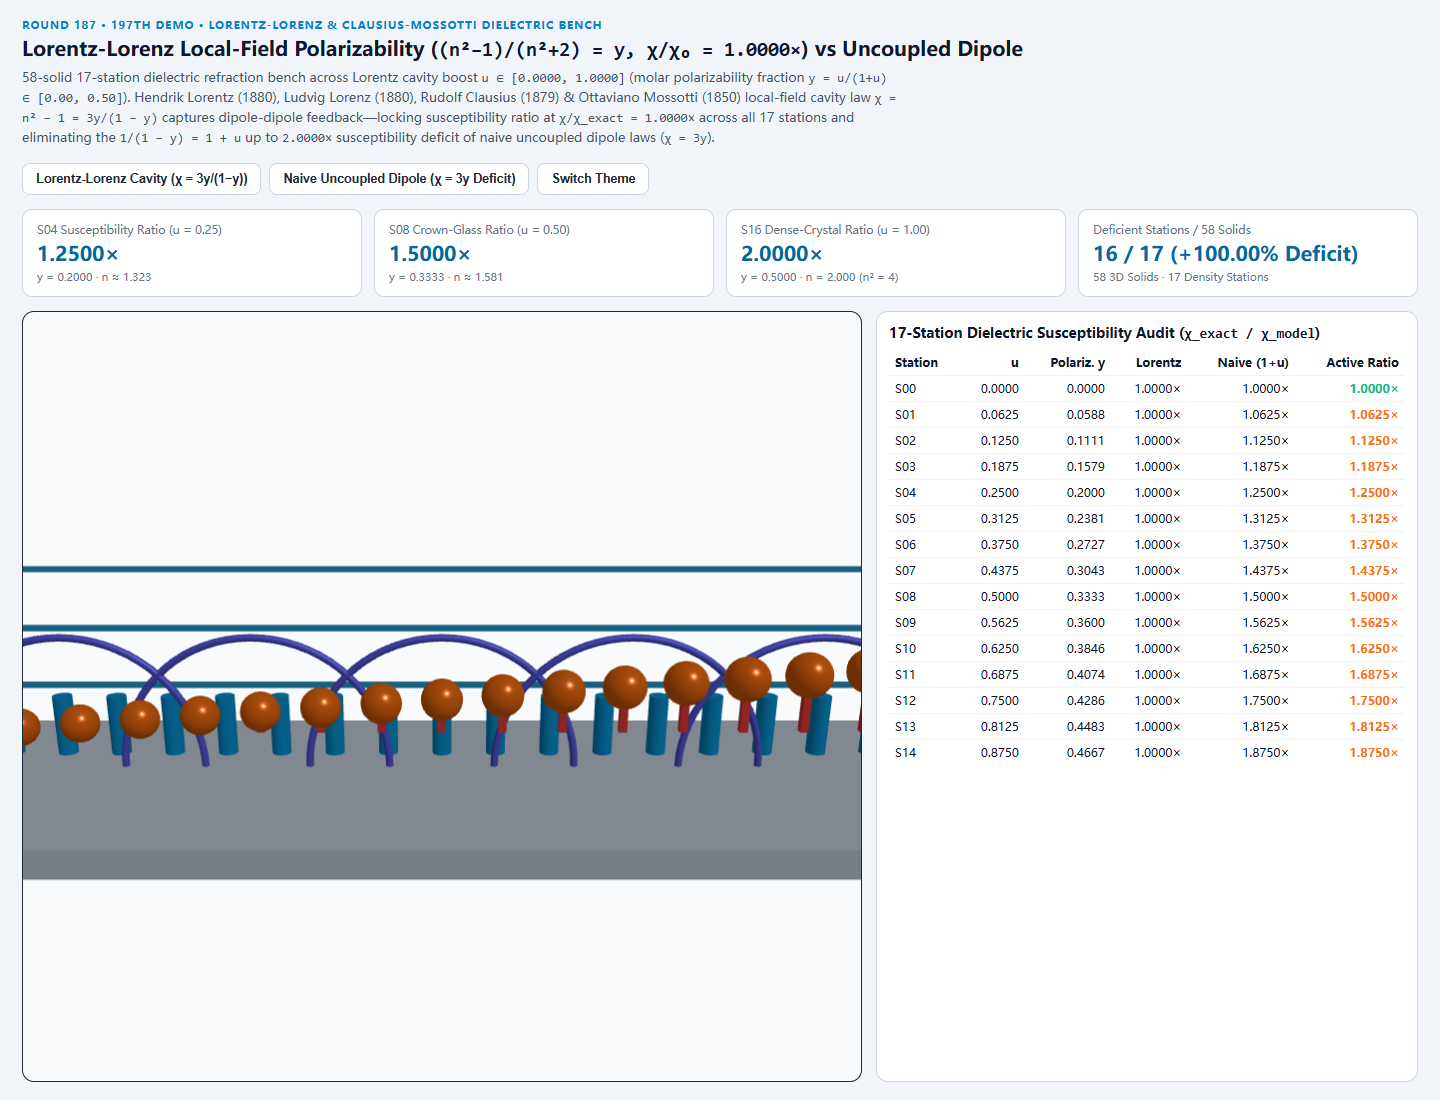 ROUND 187 • 197TH DEMO • LORENTZ-LORENZ & CLAUSIUS-MOSSOTTI DIELECTRIC BENCH
Lorentz-Lorenz Local-Field Polarizability ((n²−1)/(n²+2) = y, χ/χ₀ = 1.0000×) vs Uncoupled Dipole
58-solid 17-station dielectric refraction bench across Lorentz cavity boost u ∈ [0.0000, 1.0000] (molar polarizability fraction y = u/(1+u)
∈ [0.00, 0.50]). Hendrik Lorentz (1880), Ludvig Lorenz (1880), Rudolf Clausius (1879) & Ottaviano Mossotti (1850) local-field cavity law χ =
n² − 1 = 3y/(1 − y) captures dipole-dipole feedback—locking susceptibility ratio at χ/χ_exact = 1.0000× across all 17 stations and
eliminating the 1/(1 − y) = 1 + u up to 2.0000× susceptibility deficit of naive uncoupled dipole laws (χ = 3y).
Lorentz-Lorenz Cavity (χ = 3y/(1−y)) Naive Uncoupled Dipole (χ = 3y Deficit) Switch Theme
S04 Susceptibility Ratio (u = 0.25)
1.2500×
y = 0.2000 · n ≈ 1.323
S08 Crown-Glass Ratio (u = 0.50)
1.5000×
y = 0.3333 · n ≈ 1.581
S16 Dense-Crystal Ratio (u = 1.00)
2.0000×
y = 0.5000 · n = 2.000 (n² = 4)
Deficient Stations / 58 Solids
16 / 17 (+100.00% Deficit)
58 3D Solids · 17 Density Stations
17-Station Dielectric Susceptibility Audit (χ_exact / χ_model)
Station u Polariz. y Lorentz Naive (1+u) Active Ratio
S00 0.0000 0.0000 1.0000× 1.0000× 1.0000×
S01 0.0625 0.0588 1.0000× 1.0625× 1.0625×
S02 0.1250 0.1111 1.0000× 1.1250× 1.1250×
S03 0.1875 0.1579 1.0000× 1.1875× 1.1875×
S04 0.2500 0.2000 1.0000× 1.2500× 1.2500×
S05 0.3125 0.2381 1.0000× 1.3125× 1.3125×
S06 0.3750 0.2727 1.0000× 1.3750× 1.3750×
S07 0.4375 0.3043 1.0000× 1.4375× 1.4375×
S08 0.5000 0.3333 1.0000× 1.5000× 1.5000×
S09 0.5625 0.3600 1.0000× 1.5625× 1.5625×
S10 0.6250 0.3846 1.0000× 1.6250× 1.6250×
S11 0.6875 0.4074 1.0000× 1.6875× 1.6875×
S12 0.7500 0.4286 1.0000× 1.7500× 1.7500×
S13 0.8125 0.4483 1.0000× 1.8125× 1.8125×
S14 0.8750 0.4667 1.0000× 1.8750× 1.8750×